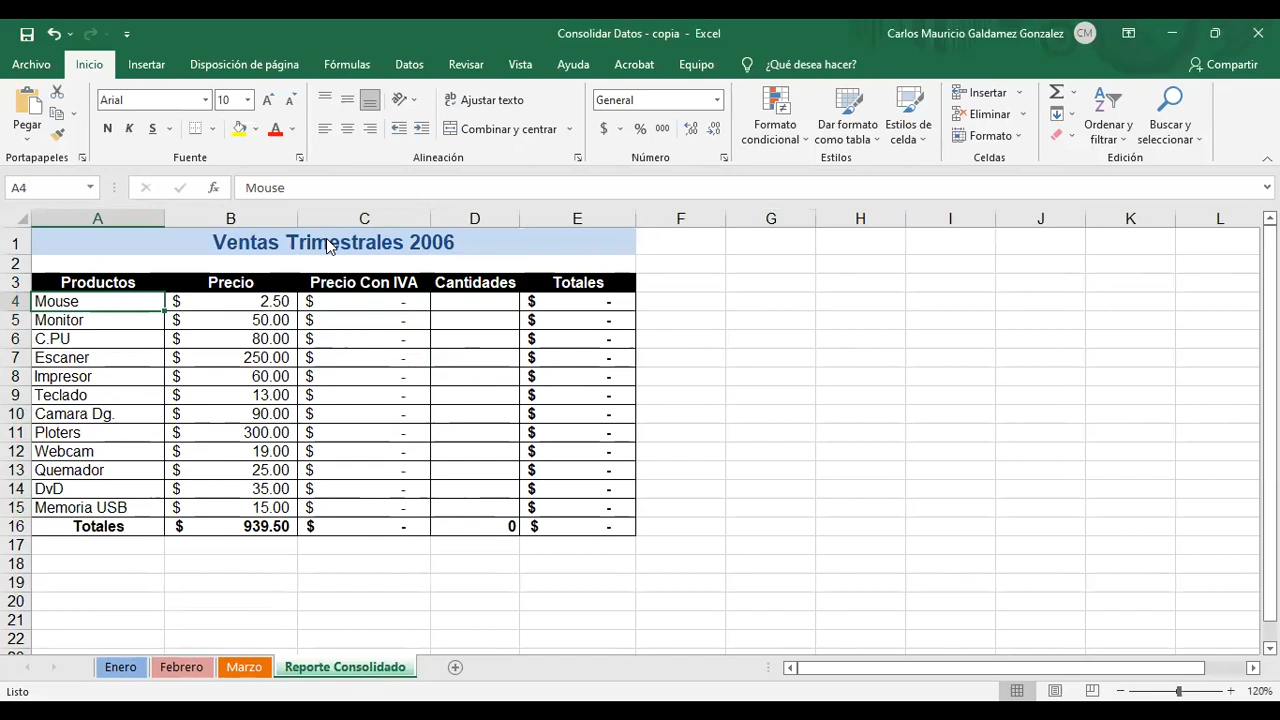 Consolidar Datos - copia - Excel
Carlos Mauricio Galdamez Gonzalez CM
Archivo Inicio Insertar Disposición de página Fórmulas Datos Revisar Vista Ayuda Acrobat Equipo ¿Qué desea hacer? Compartir
Pegar
Arial 10
N K S
Ajustar texto
Combinar y centrar
General
$ % 000
Formato condicional
Dar formato como tabla
Estilos de celda
Insertar
Eliminar
Formato
Ordenar y filtrar
Buscar y seleccionar
Portapapeles Fuente Alineación Número Estilos Celdas Edición
A4 fx Mouse
A B C D E F G H I J K L
1 Ventas Trimestrales 2006
2
3 Productos Precio Precio Con IVA Cantidades Totales
4 Mouse $ 2.50 $ - $ -
5 Monitor $ 50.00 $ - $ -
6 C.PU $ 80.00 $ - $ -
7 Escaner $ 250.00 $ - $ -
8 Impresor $ 60.00 $ - $ -
9 Teclado $ 13.00 $ - $ -
10 Camara Dg. $ 90.00 $ - $ -
11 Ploters $ 300.00 $ - $ -
12 Webcam $ 19.00 $ - $ -
13 Quemador $ 25.00 $ - $ -
14 DvD $ 35.00 $ - $ -
15 Memoria USB $ 15.00 $ - $ -
16 Totales $ 939.50 $ - 0 $ -
17
18
19
20
21
22
Enero Febrero Marzo Reporte Consolidado
Listo 120%